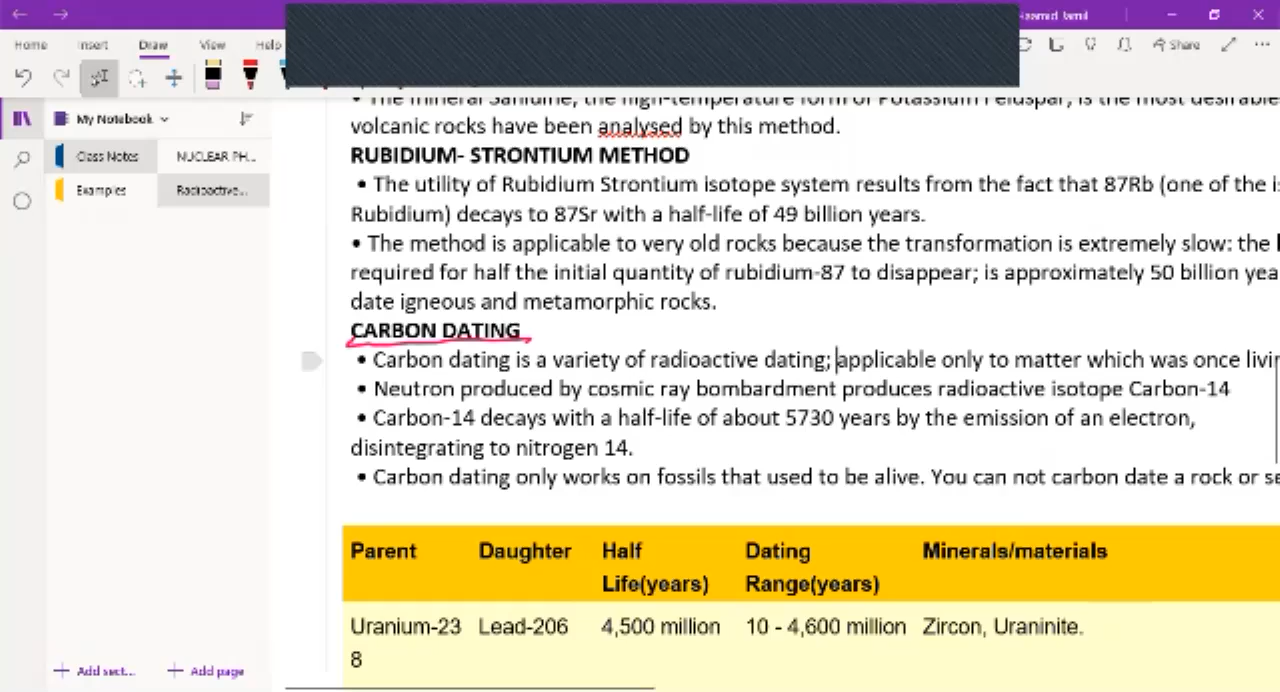 Home Insert Draw View Help Share
My Notebook
Class Notes NUCLEAR PH...
Examples Radioactive...
volcanic rocks have been analysed by this method.
RUBIDIUM- STRONTIUM METHOD
• The utility of Rubidium Strontium isotope system results from the fact that 87Rb (one of the
Rubidium) decays to 87Sr with a half-life of 49 billion years.
• The method is applicable to very old rocks because the transformation is extremely slow: the
required for half the initial quantity of rubidium-87 to disappear; is approximately 50 billion
date igneous and metamorphic rocks.
CARBON DATING
• Carbon dating is a variety of radioactive dating; applicable only to matter which was once
• Neutron produced by cosmic ray bombardment produces radioactive isotope Carbon-14
• Carbon-14 decays with a half-life of about 5730 years by the emission of an electron,
disintegrating to nitrogen 14.
• Carbon dating only works on fossils that used to be alive. You can not carbon date a rock or
Parent Daughter Half Dating Minerals/materials
Life(years) Range(years)
Uranium-23 Lead-206 4,500 million 10 - 4,600 million Zircon, Uraninite.
8
+ Add sect... + Add page